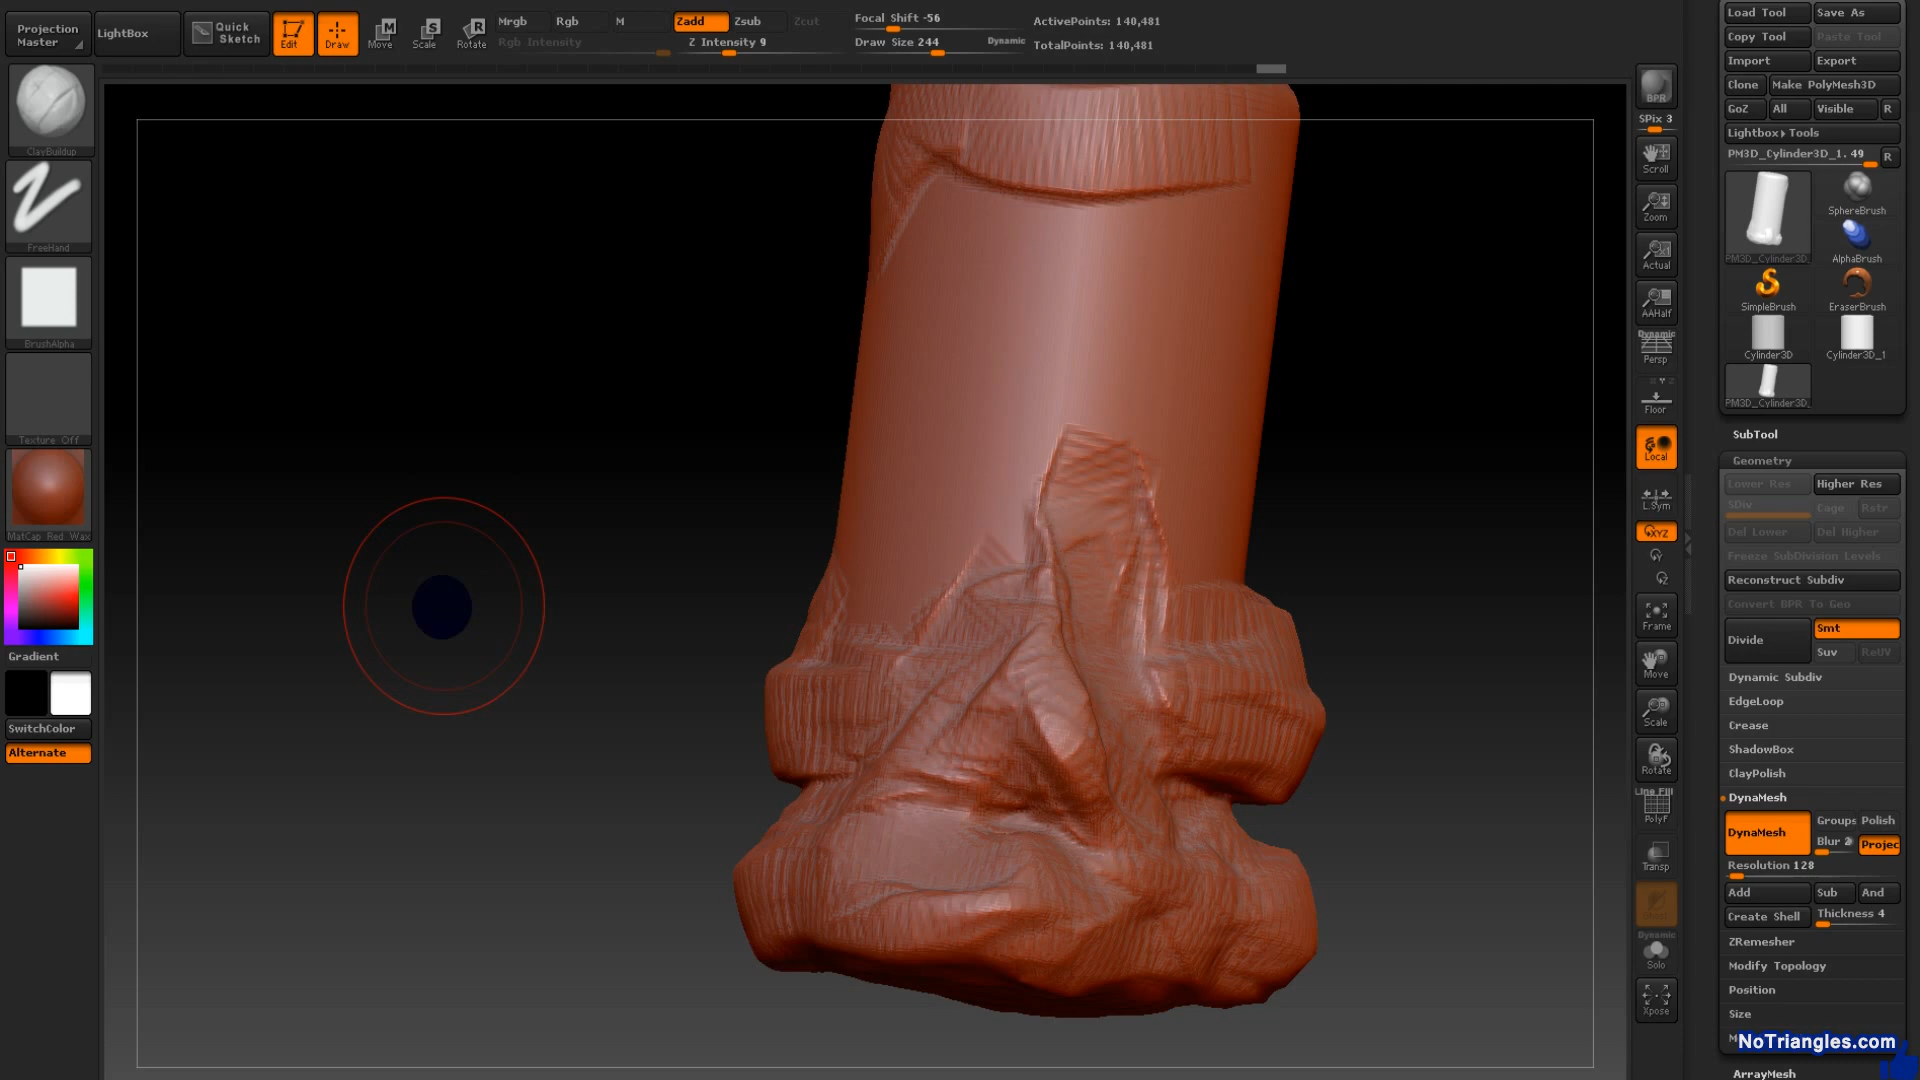 Projection
Master
LightBox
Quick
Sketch
Edit
Draw
Move
Scale
Rotate
Mrgb
Rgb
M
Rgb Intensity
Zadd
Zsub
Zcut
Z Intensity 9
Focal Shift -56
Draw Size 244
Dynamic
ActivePoints: 140,481
TotalPoints: 140,481
ClayBuildup
FreeHand
BrushAlpha
Texture Off
MatCap Red Wax
Gradient
SwitchColor
Alternate
BPR
SPix 3
Scroll
Zoom
Actual
AAHalf
Dynamic
Persp
Floor
Local
L.Sym
XYZ
Frame
Move
Scale
Rotate
Line Fill
PolyF
Transp
Dynamic
Solo
Xpose
Load Tool
Save As
Copy Tool
Paste Tool
Import
Export
Clone
Make PolyMesh3D
GoZ
All
Visible
R
Lightbox▸Tools
PM3D_Cylinder3D_1. 49
R
PM3D_Cylinder3D_
SphereBrush
AlphaBrush
SimpleBrush
EraserBrush
Cylinder3D
Cylinder3D_1
PM3D_Cylinder3D_
SubTool
Geometry
Lower Res
Higher Res
SDiv
Cage
Rstr
Del Lower
Del Higher
Freeze SubDivision Levels
Reconstruct Subdiv
Convert BPR To Geo
Divide
Smt
Suv
ReUV
Dynamic Subdiv
EdgeLoop
Crease
ShadowBox
ClayPolish
DynaMesh
DynaMesh
Groups
Polish
Blur 2
Projec
Resolution 128
Add
Sub
And
Create Shell
Thickness 4
ZRemesher
Modify Topology
Position
Size
NoTriangles.com
ArrayMesh